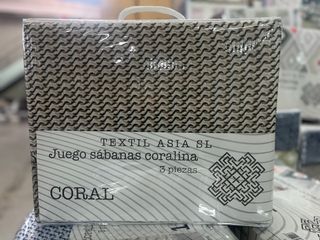 TEXTIL ASIA SL
Juego sábanas coralina
3 piezas
CORAL